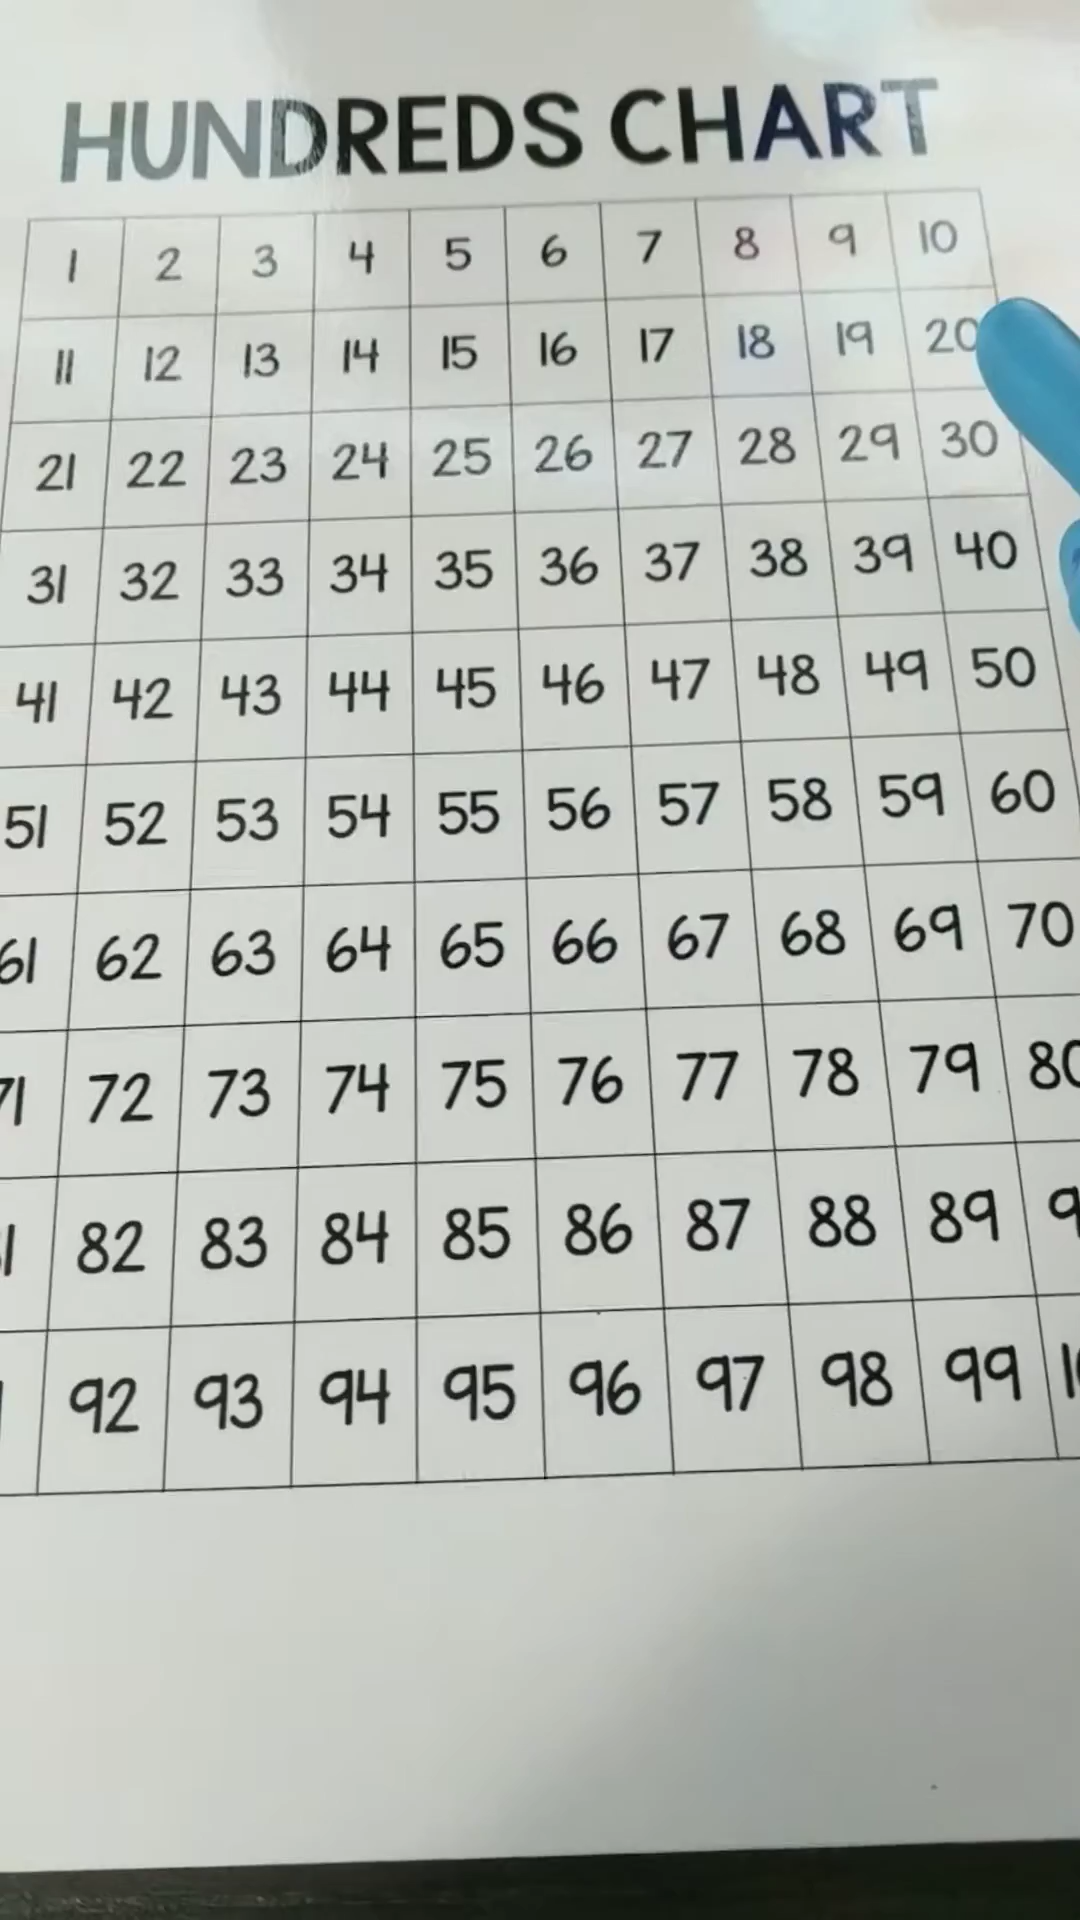 HUNDREDS CHART
1 2 3 4 5 6 7 8 9 10
11 12 13 14 15 16 17 18 19 20
21 22 23 24 25 26 27 28 29 30
31 32 33 34 35 36 37 38 39 40
41 42 43 44 45 46 47 48 49 50
51 52 53 54 55 56 57 58 59 60
61 62 63 64 65 66 67 68 69 70
71 72 73 74 75 76 77 78 79 80
82 83 84 85 86 87 88 89
92 93 94 95 96 97 98 99